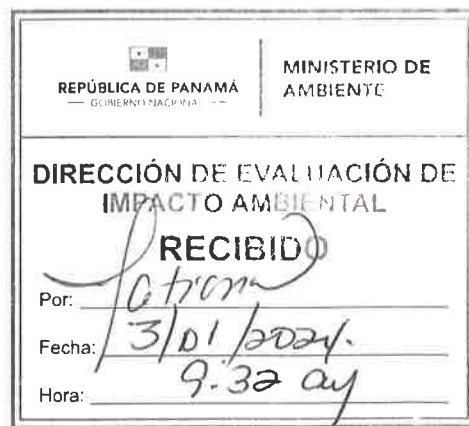 REPÚBLICA DE PANAMÁ
— GOBIERNO NACIONAL —
MINISTERIO DE
AMBIENTE
DIRECCIÓN DE EVALUACIÓN DE
IMPACTO AMBIENTAL
RECIBIDO
Por:
Fecha: 3/01/2024.
Hora: 9:32 am